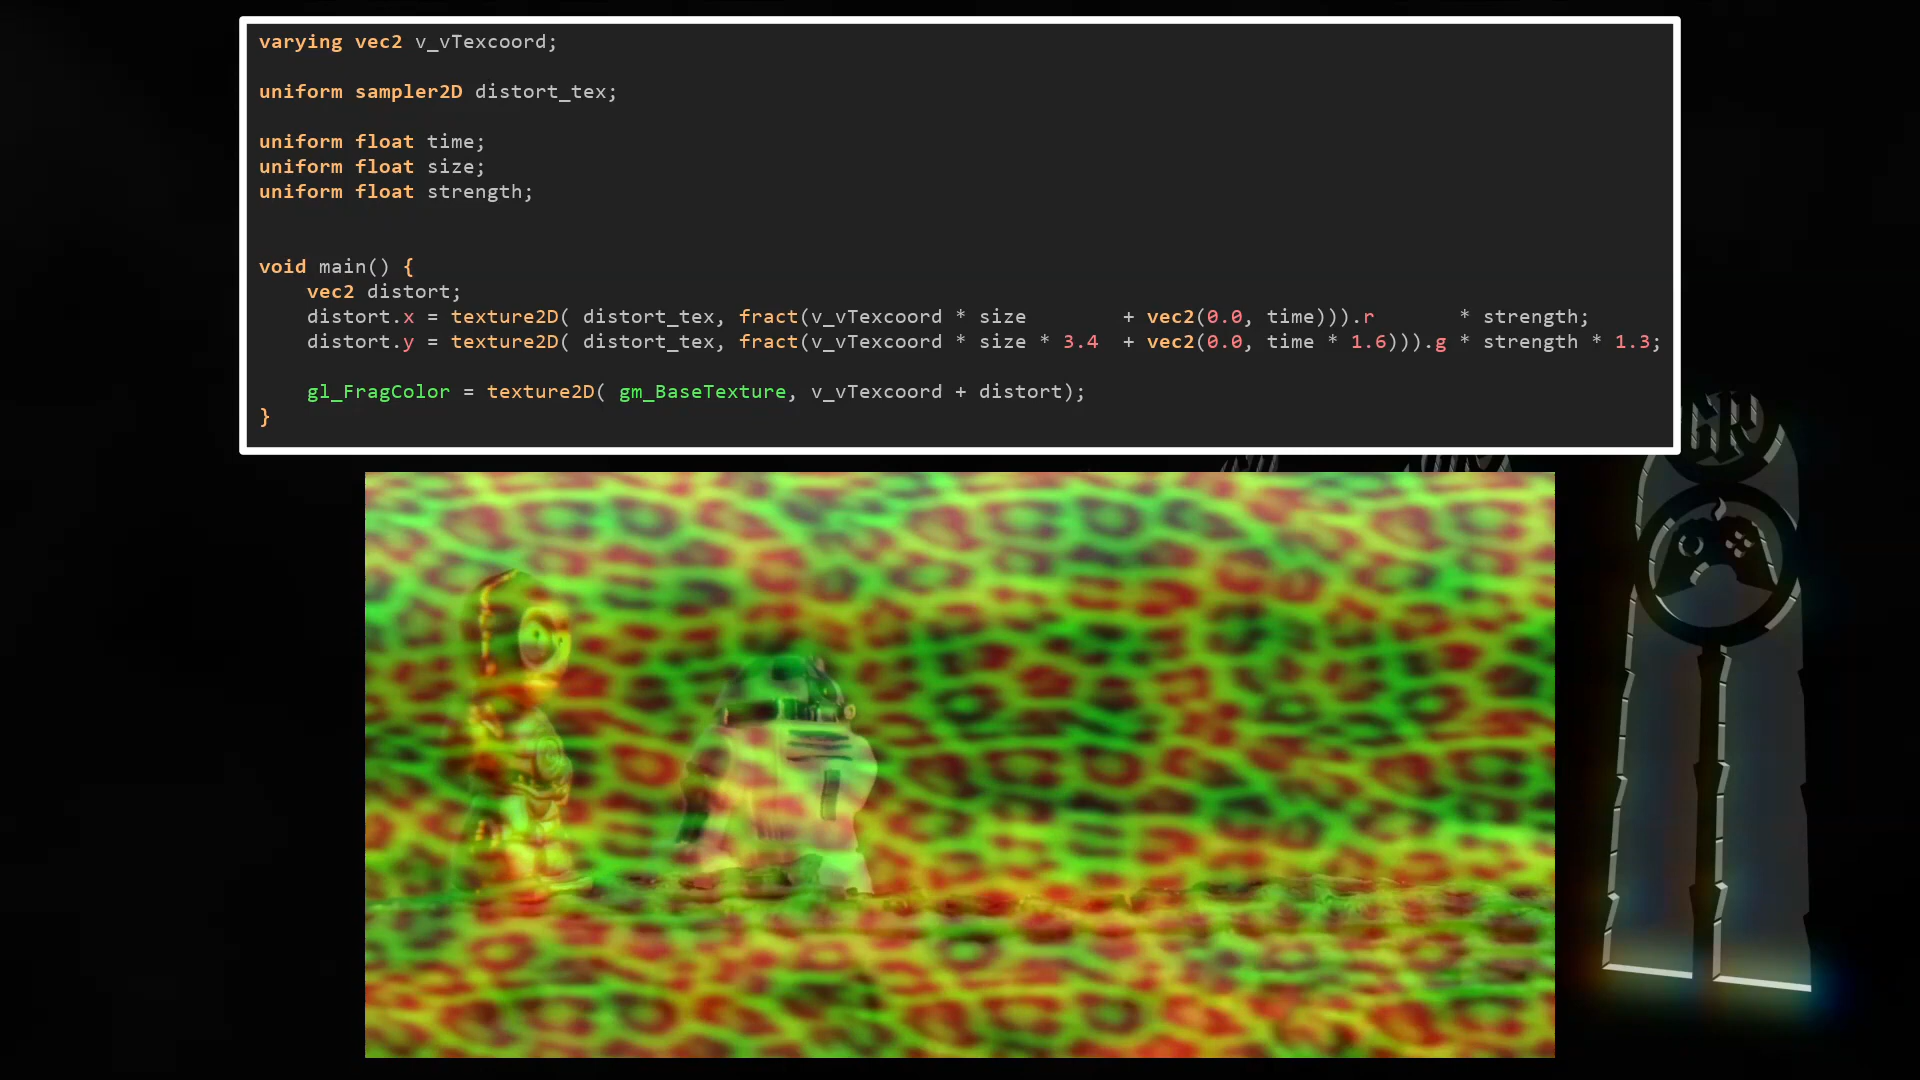 varying vec2 v_vTexcoord;
uniform sampler2D distort_tex;
uniform float time;
uniform float size;
uniform float strength;
void main() {
vec2 distort;
distort.x = texture2D( distort_tex, fract(v_vTexcoord * size + vec2(0.0, time))).r * strength;
distort.y = texture2D( distort_tex, fract(v_vTexcoord * size * 3.4 + vec2(0.0, time * 1.6))).g * strength * 1.3;
gl_FragColor = texture2D( gm_BaseTexture, v_vTexcoord + distort);
}